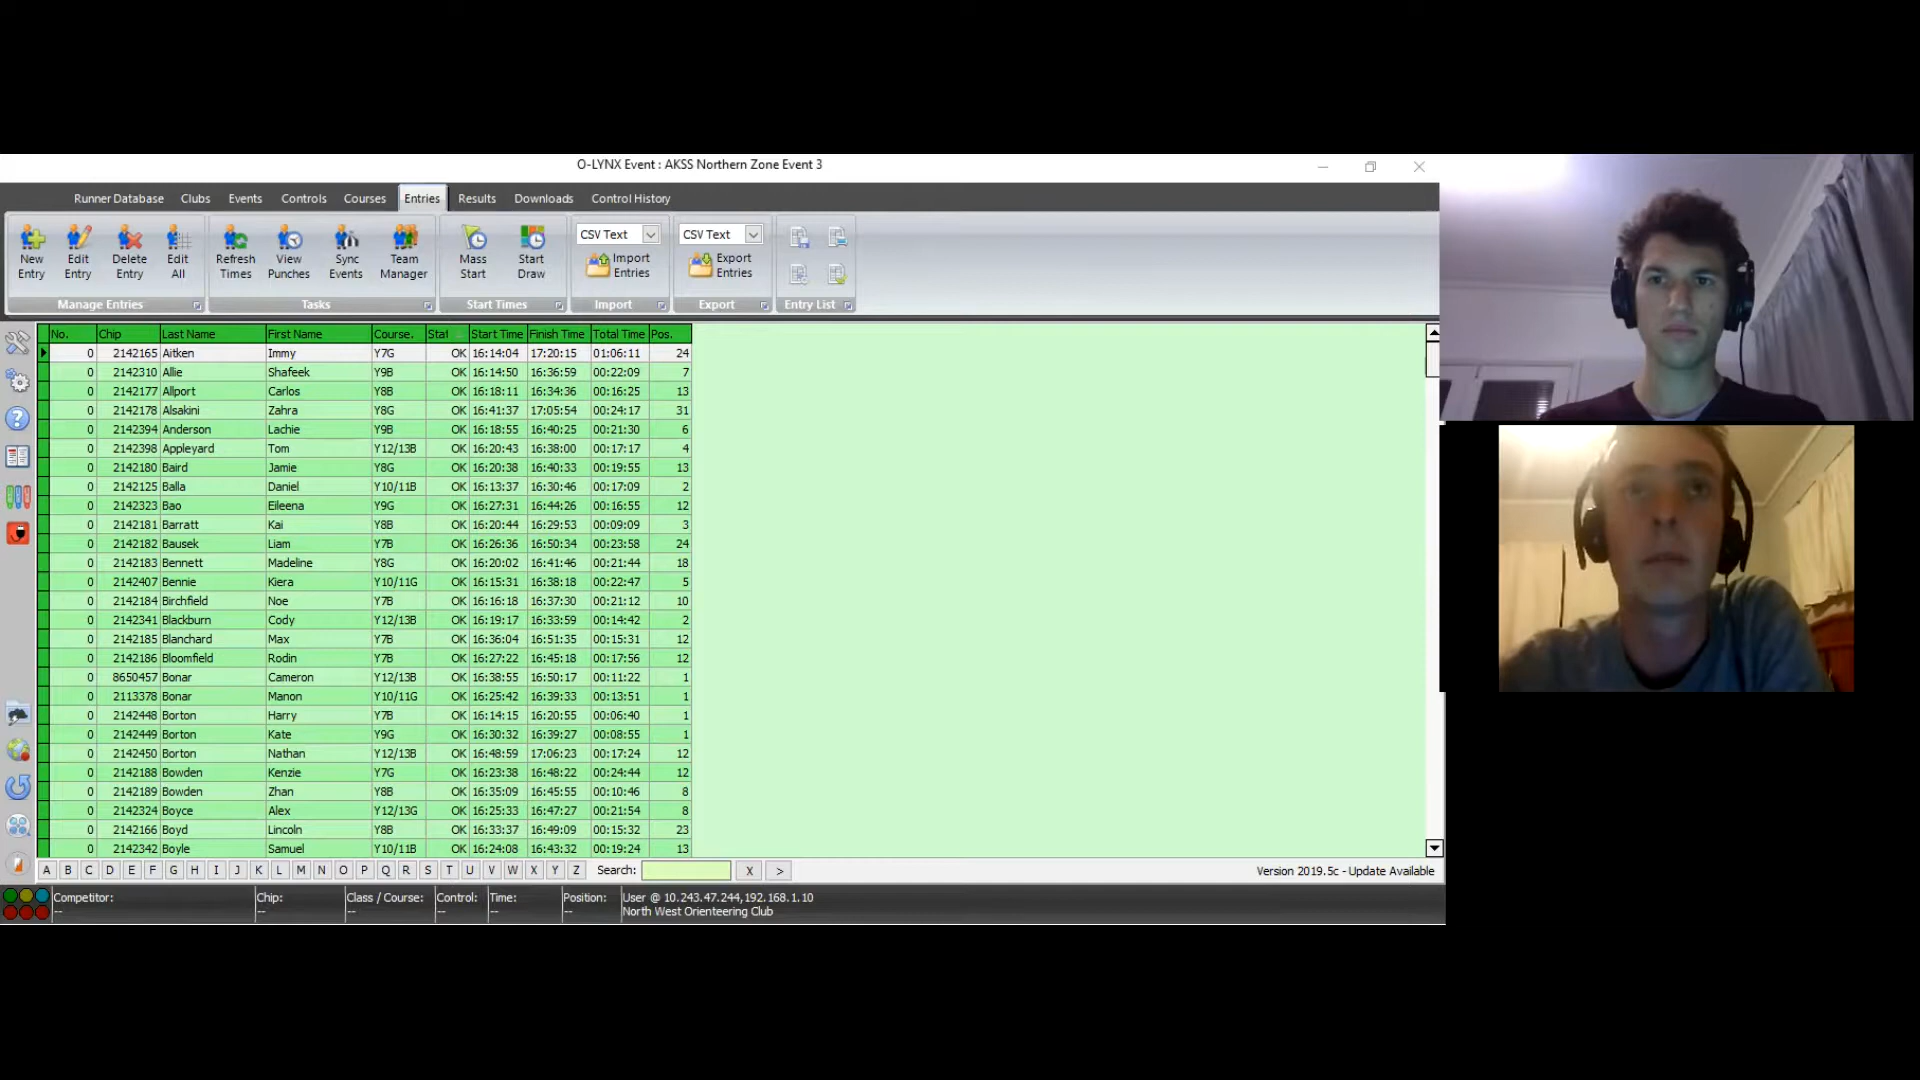 O-LYNX Event : AKSS Northern Zone Event 3
Runner Database Clubs Events Controls Courses Entries Results Downloads Control History
New Entry Edit Entry Delete Entry Edit All Refresh Times View Punches Sync Events Team Manager Mass Start Start Draw CSV Text Import Entries CSV Text Export Entries
Manage Entries Tasks Start Times Import Export Entry List
No. Chip Last Name First Name Course. Stat Start Time Finish Time Total Time Pos.
0 2142165 Aitken Immy Y7G OK 16:14:04 17:20:15 01:06:11 24
0 2142310 Allie Shafeek Y9B OK 16:14:50 16:36:59 00:22:09 7
0 2142177 Allport Carlos Y8B OK 16:18:11 16:34:36 00:16:25 13
0 2142178 Alsakini Zahra Y8G OK 16:41:37 17:05:54 00:24:17 31
0 2142394 Anderson Lachie Y9B OK 16:18:55 16:40:25 00:21:30 6
0 2142398 Appleyard Tom Y12/13B OK 16:20:43 16:38:00 00:17:17 4
0 2142180 Baird Jamie Y8G OK 16:20:38 16:40:33 00:19:55 13
0 2142125 Balla Daniel Y10/11B OK 16:13:37 16:30:46 00:17:09 2
0 2142323 Bao Eileena Y9G OK 16:27:31 16:44:26 00:16:55 12
0 2142181 Barratt Kai Y8B OK 16:20:44 16:29:53 00:09:09 3
0 2142182 Bausek Liam Y7B OK 16:26:36 16:50:34 00:23:58 24
0 2142183 Bennett Madeline Y8G OK 16:20:02 16:41:46 00:21:44 18
0 2142407 Bennie Kiera Y10/11G OK 16:15:31 16:38:18 00:22:47 5
0 2142184 Birchfield Noe Y7B OK 16:16:18 16:37:30 00:21:12 10
0 2142341 Blackburn Cody Y12/13B OK 16:19:17 16:33:59 00:14:42 2
0 2142185 Blanchard Max Y7B OK 16:36:04 16:51:35 00:15:31 12
0 2142186 Bloomfield Rodin Y7B OK 16:27:22 16:45:18 00:17:56 12
0 8650457 Bonar Cameron Y12/13B OK 16:38:55 16:50:17 00:11:22 1
0 2113378 Bonar Manon Y10/11G OK 16:25:42 16:39:33 00:13:51 1
0 2142448 Borton Harry Y7B OK 16:14:15 16:20:55 00:06:40 1
0 2142449 Borton Kate Y9G OK 16:30:32 16:39:27 00:08:55 1
0 2142450 Borton Nathan Y12/13B OK 16:48:59 17:06:23 00:17:24 12
0 2142188 Bowden Kenzie Y7G OK 16:23:38 16:48:22 00:24:44 12
0 2142189 Bowden Zhan Y8B OK 16:35:09 16:45:55 00:10:46 8
0 2142324 Boyce Alex Y12/13G OK 16:25:33 16:47:27 00:21:54 8
0 2142166 Boyd Lincoln Y8B OK 16:33:37 16:49:09 00:15:32 23
0 2142342 Boyle Samuel Y10/11B OK 16:24:08 16:43:32 00:19:24 13
A B C D E F G H I J K L M N O P Q R S T U V W X Y Z Search: X > Version 2019.5c - Update Available
Competitor: Chip: Class / Course: Control: Time: Position: User @ 10.243.47.244,192.168.1.10
-- -- -- -- -- -- North West Orienteering Club